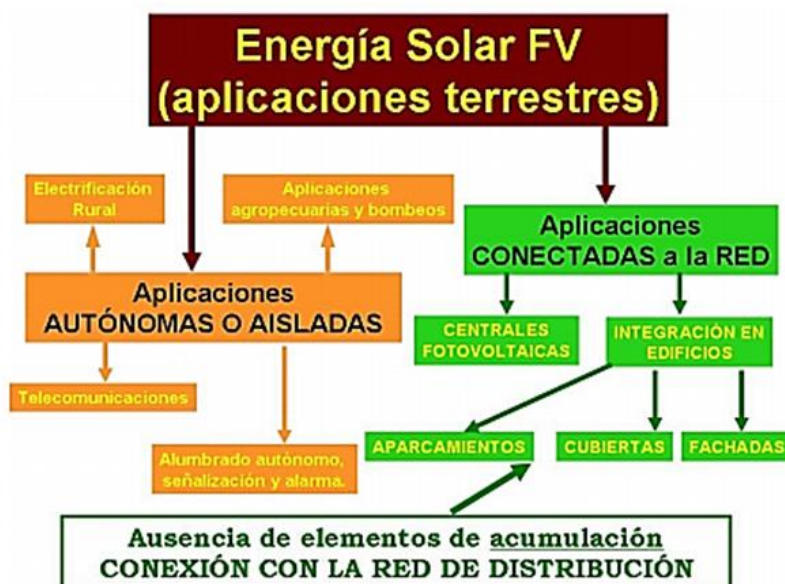 Energía Solar FV
(aplicaciones terrestres)
Electrificación
Rural
Aplicaciones
agropecuarias y bombeos
Aplicaciones
CONECTADAS a la RED
Aplicaciones
AUTÓNOMAS O AISLADAS
CENTRALES
FOTOVOLTAICAS
INTEGRACIÓN EN
EDIFICIOS
Telecomunicaciones
APARCAMIENTOS
CUBIERTAS
FACHADAS
Alumbrado autónomo,
señalización y alarma.
Ausencia de elementos de acumulación
CONEXIÓN CON LA RED DE DISTRIBUCIÓN